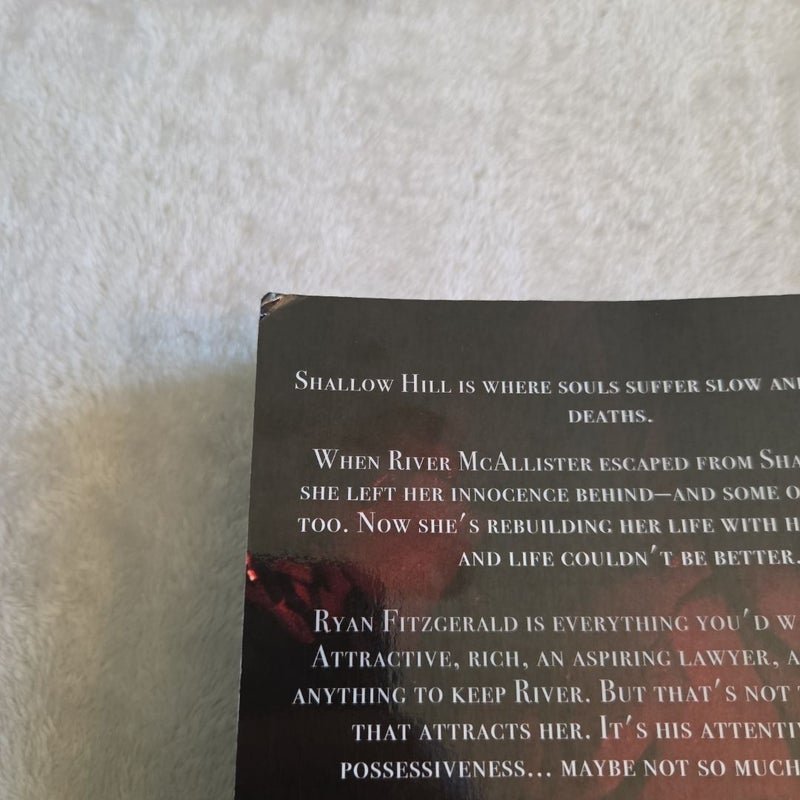 Shallow Hill is where souls suffer slow
deaths.
When River McAllister escaped from
she left her innocence behind—and some
too. Now she's rebuilding her life with
and life couldn't be better.
Ryan Fitzgerald is everything you'd
Attractive, rich, an aspiring lawyer,
anything to keep River. But that's not
that attracts her. It's his
possessiveness... maybe not so much